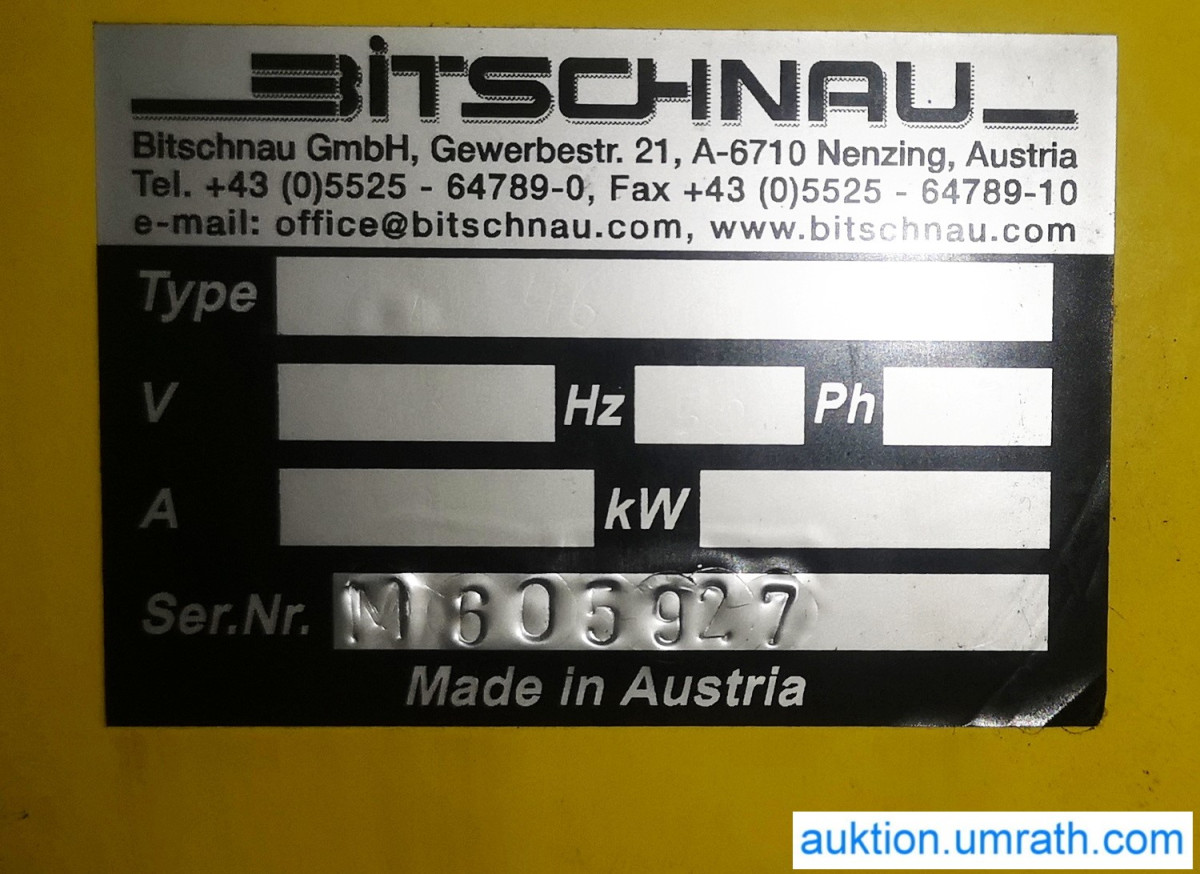 BiTSCHNAU
Bitschnau GmbH, Gewerbestr. 21, A-6710 Nenzing, Austria
Tel. +43 (0)5525 - 64789-0, Fax +43 (0)5525 - 64789-10
e-mail: office@bitschnau.com, www.bitschnau.com
Type
V Hz Ph
A kW
Ser.Nr. M605927
Made in Austria
auktion.umrath.com